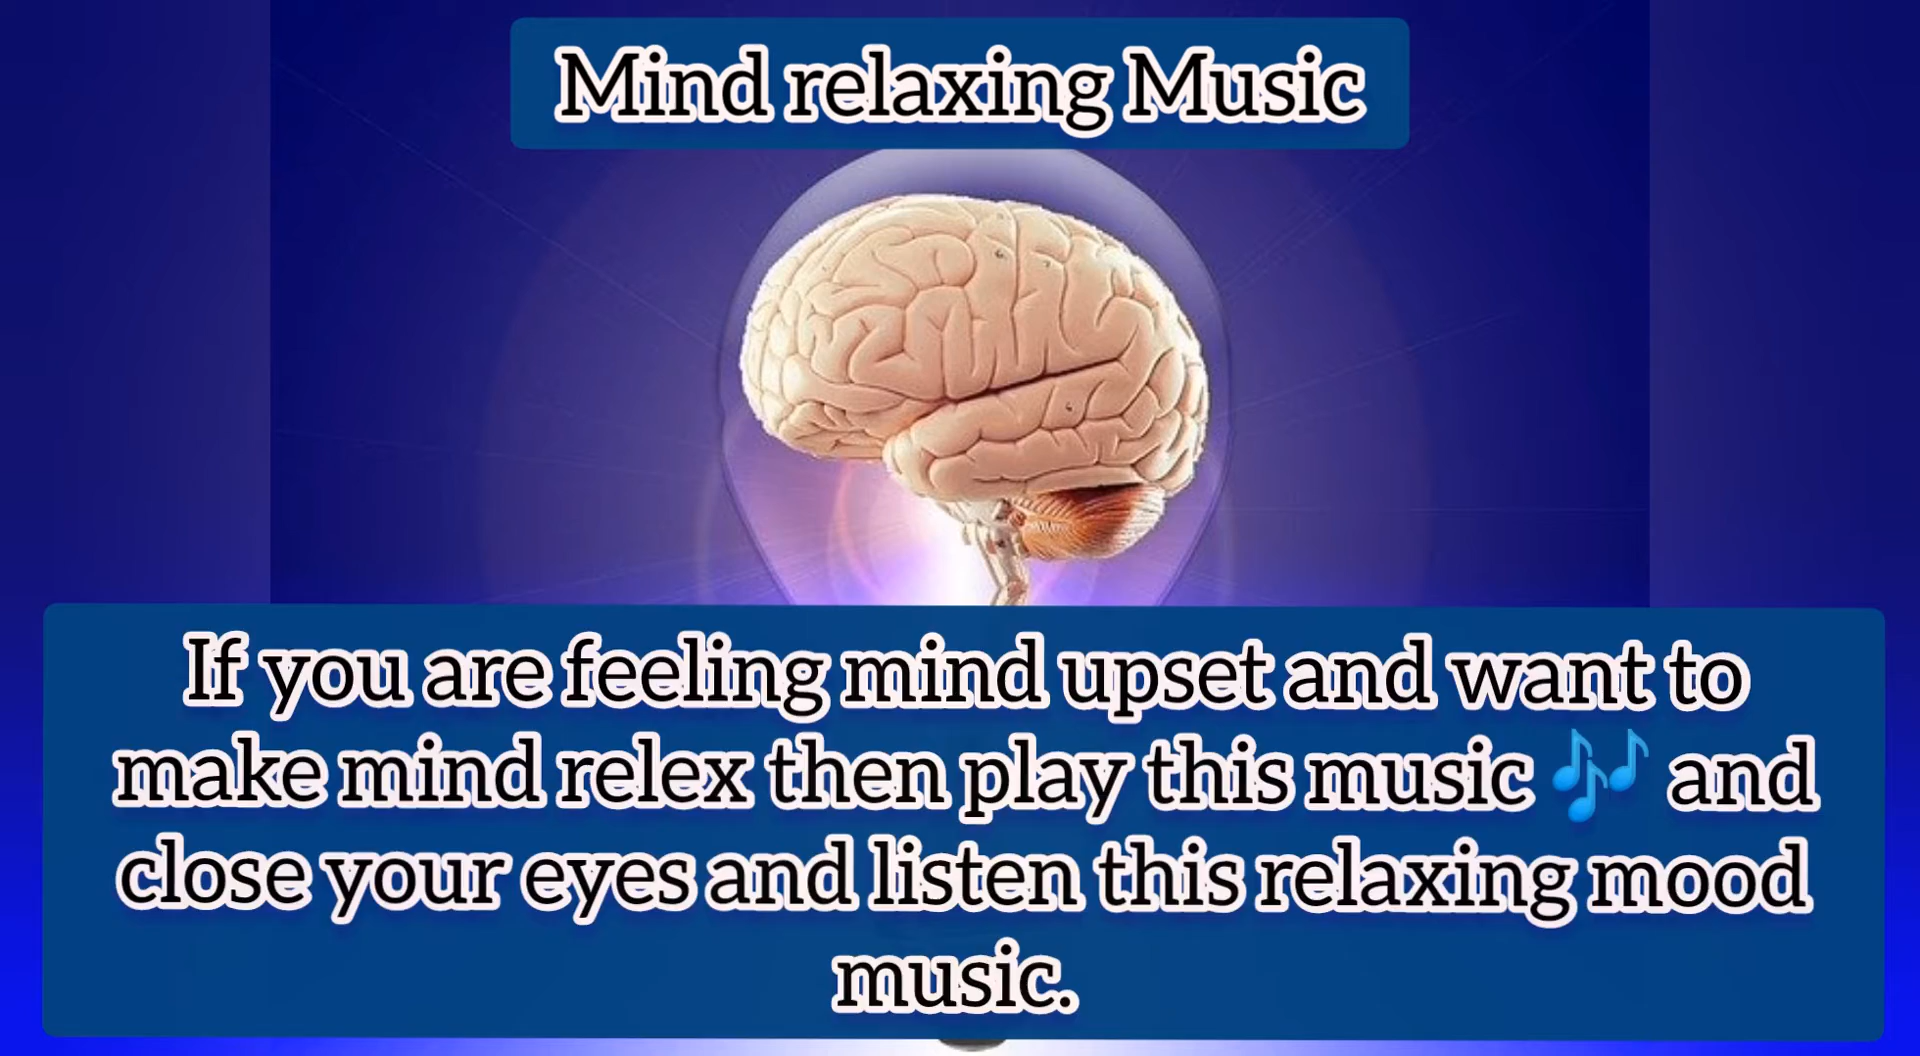 Mind relaxing Music
If you are feeling mind upset and want to
make mind relex then play this music 🎶 and
close your eyes and listen this relaxing mood
music.